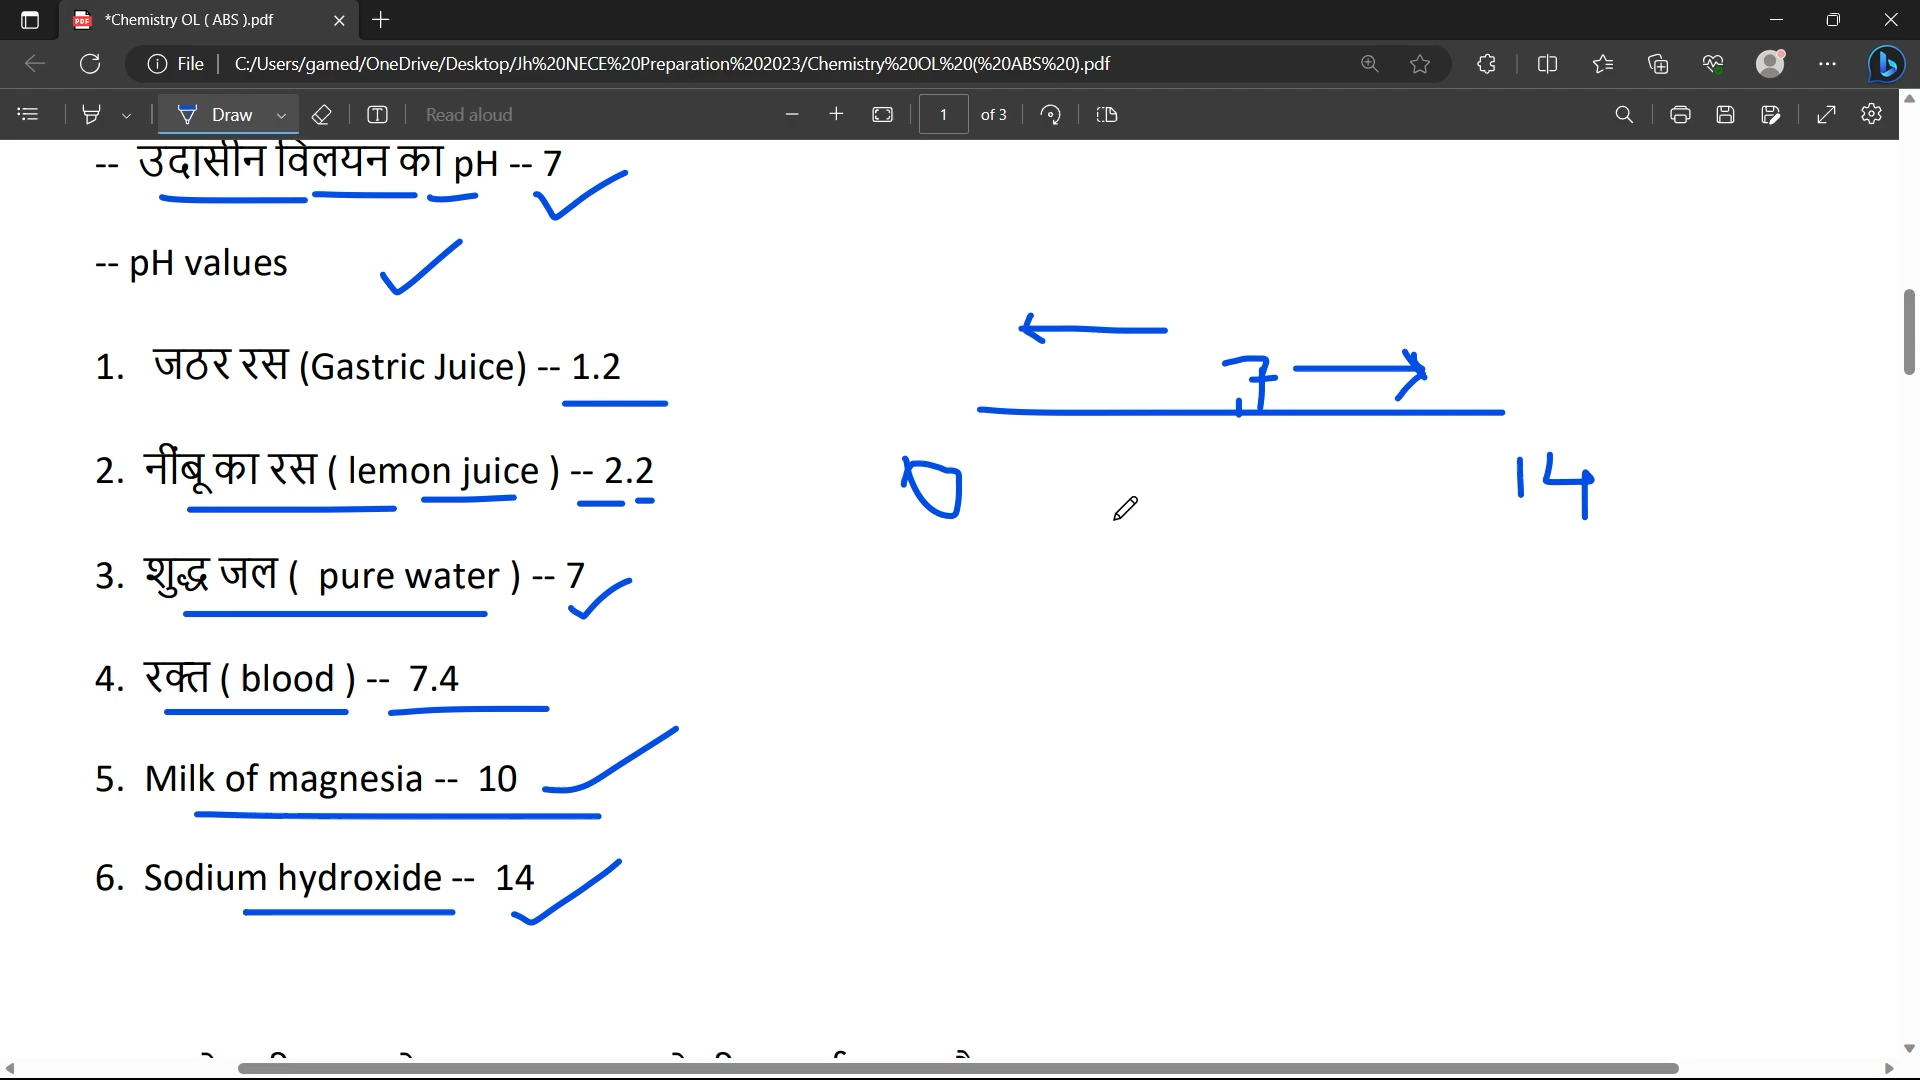 *Chemistry OL ( ABS ).pdf
File
C:/Users/gamed/OneDrive/Desktop/Jh%20NECE%20Preparation%202023/Chemistry%20OL%20(%20ABS%20).pdf
Draw
Read aloud
1
of 3
-- उदासीन विलयन का pH -- 7
-- pH values
1. जठर रस (Gastric Juice) -- 1.2
7
2. नींबू का रस ( lemon juice ) -- 2.2
0
14
3. शुद्ध जल ( pure water ) -- 7
4. रक्त ( blood ) -- 7.4
5. Milk of magnesia -- 10
6. Sodium hydroxide -- 14